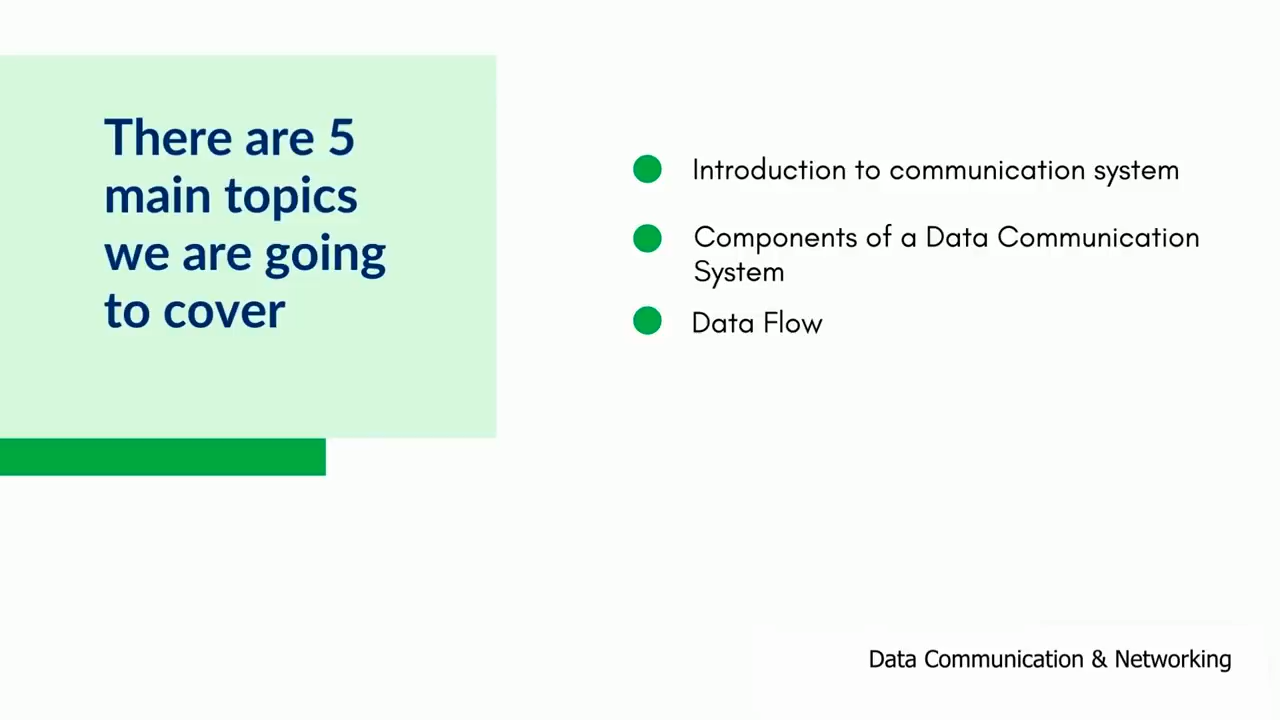 There are 5
main topics
we are going
to cover
Introduction to communication system
Components of a Data Communication
System
Data Flow
Data Communication & Networking